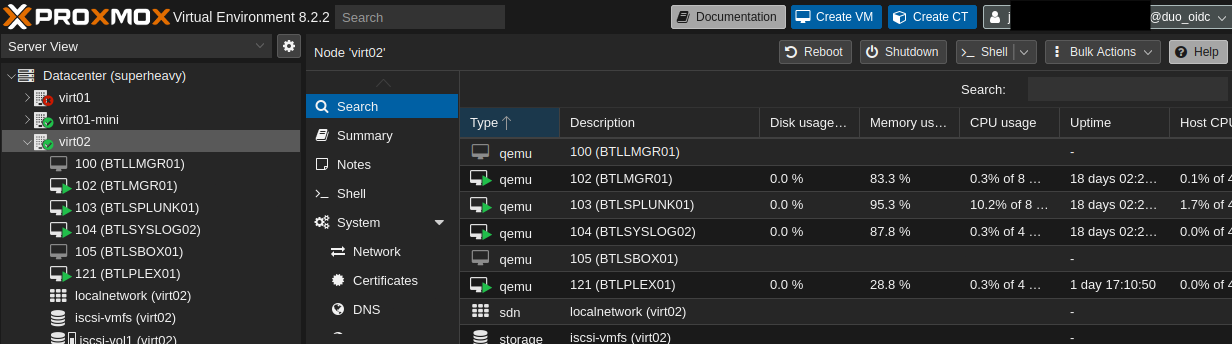 PROXMOX Virtual Environment 8.2.2 Search Documentation Create VM Create CT j @duo_oidc
Server View Node 'virt02' Reboot Shutdown Shell Bulk Actions Help
Datacenter (superheavy)
virt01
virt01-mini
virt02
100 (BTLLMGR01)
102 (BTLMGR01)
103 (BTLSPLUNK01)
104 (BTLSYSLOG02)
105 (BTLSBOX01)
121 (BTLPLEX01)
localnetwork (virt02)
iscsi-vmfs (virt02)
iscsi-vol1 (virt02)
Search
Summary
Notes
Shell
System
Network
Certificates
DNS
Search:
Type Description Disk usage... Memory us... CPU usage Uptime Host CPU
qemu 100 (BTLLMGR01) -
qemu 102 (BTLMGR01) 0.0 % 83.3 % 0.3% of 8 ... 18 days 02:2... 0.1% of 4
qemu 103 (BTLSPLUNK01) 0.0 % 95.3 % 10.2% of 8 ... 18 days 02:2... 1.7% of 4
qemu 104 (BTLSYSLOG02) 0.0 % 87.8 % 0.3% of 4 ... 18 days 02:2... 0.0% of 4
qemu 105 (BTLSBOX01) -
qemu 121 (BTLPLEX01) 0.0 % 28.8 % 0.3% of 4 ... 1 day 17:10:50 0.0% of 4
sdn localnetwork (virt02) -
storage iscsi-vmfs (virt02) -